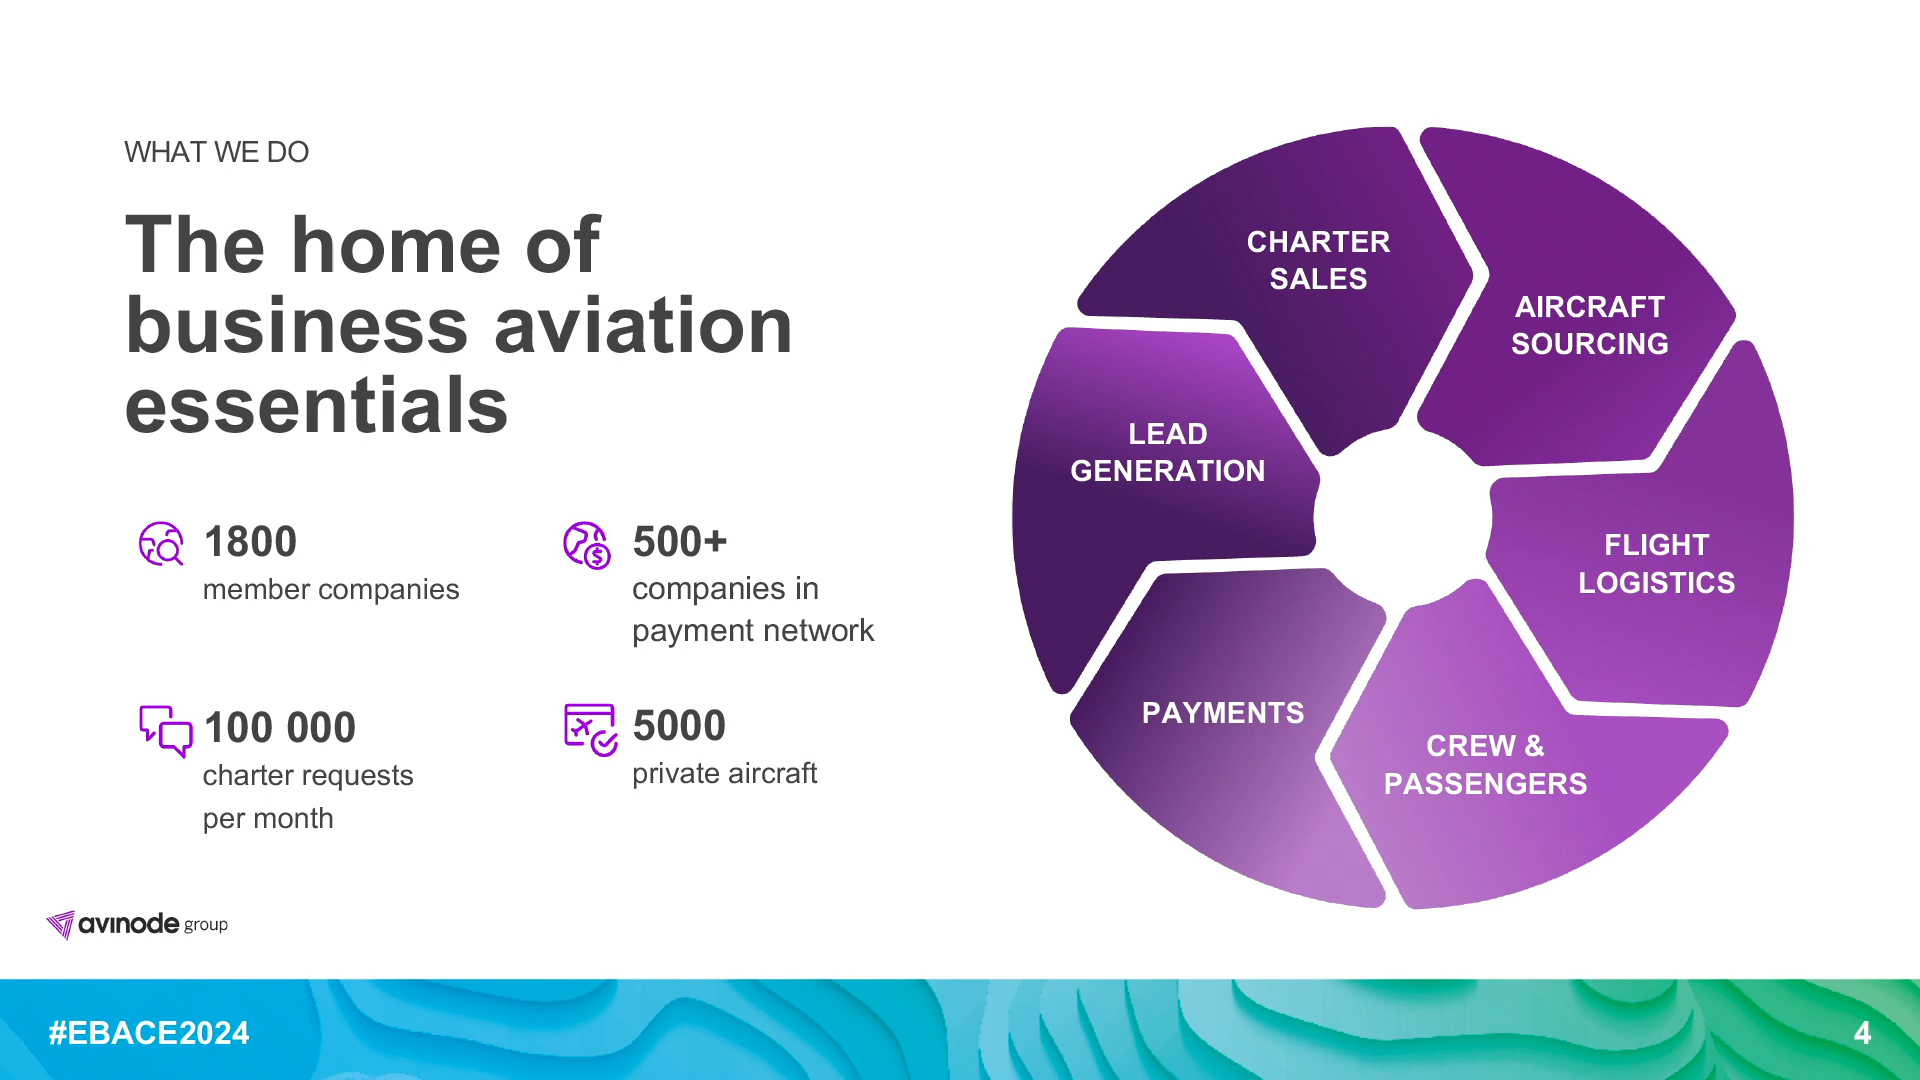 WHAT WE DO
The home of
business aviation
essentials
1800
member companies
500+
companies in
payment network
100 000
charter requests
per month
5000
private aircraft
CHARTER
SALES
AIRCRAFT
SOURCING
LEAD
GENERATION
FLIGHT
LOGISTICS
PAYMENTS
CREW &
PASSENGERS
avinode group
#EBACE2024
4